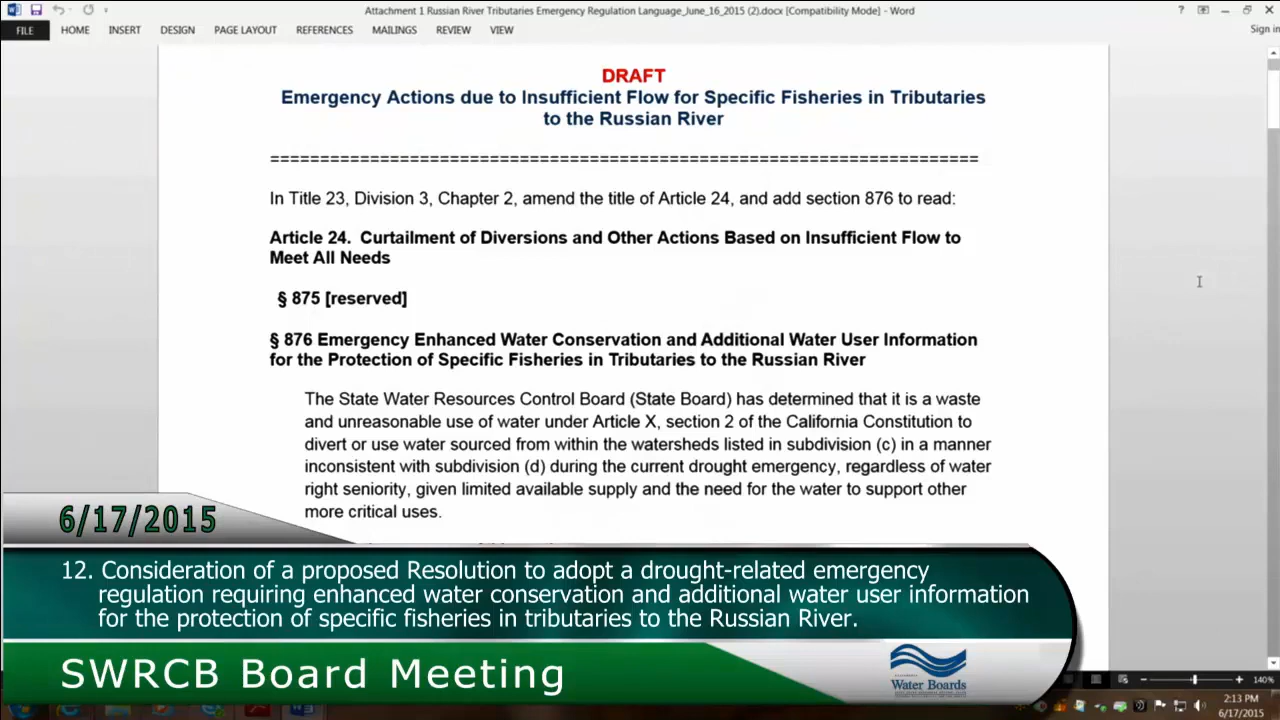 Attachment 1 Russian River Tributaries Emergency Regulation Language_June_16_2015 (2).docx [Compatibility Mode] - Word
FILE HOME INSERT DESIGN PAGE LAYOUT REFERENCES MAILINGS REVIEW VIEW
Sign in
DRAFT
Emergency Actions due to Insufficient Flow for Specific Fisheries in Tributaries
to the Russian River
=======================================================================
In Title 23, Division 3, Chapter 2, amend the title of Article 24, and add section 876 to read:
Article 24. Curtailment of Diversions and Other Actions Based on Insufficient Flow to
Meet All Needs
§ 875 [reserved]
§ 876 Emergency Enhanced Water Conservation and Additional Water User Information
for the Protection of Specific Fisheries in Tributaries to the Russian River
The State Water Resources Control Board (State Board) has determined that it is a waste
and unreasonable use of water under Article X, section 2 of the California Constitution to
divert or use water sourced from within the watersheds listed in subdivision (c) in a manner
inconsistent with subdivision (d) during the current drought emergency, regardless of water
right seniority, given limited available supply and the need for the water to support other
more critical uses.
6/17/2015
12. Consideration of a proposed Resolution to adopt a drought-related emergency
regulation requiring enhanced water conservation and additional water user information
for the protection of specific fisheries in tributaries to the Russian River.
SWRCB Board Meeting
Water Boards
140%
2:13 PM
6/17/2015